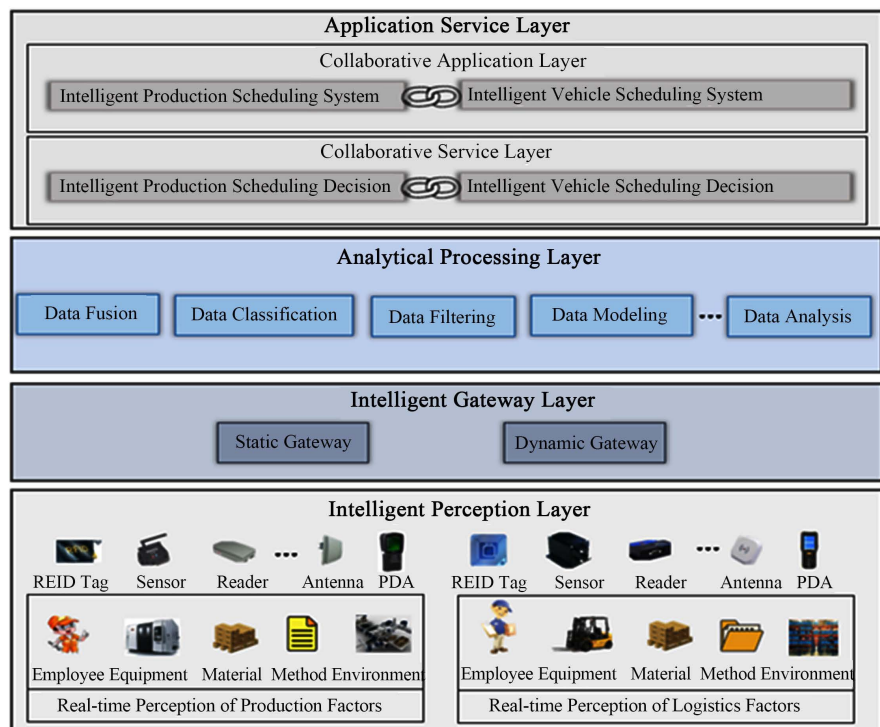 Application Service Layer
Collaborative Application Layer
Intelligent Production Scheduling System
Intelligent Vehicle Scheduling System
Collaborative Service Layer
Intelligent Production Scheduling Decision
Intelligent Vehicle Scheduling Decision
Analytical Processing Layer
Data Fusion
Data Classification
Data Filtering
Data Modeling
•••
Data Analysis
Intelligent Gateway Layer
Static Gateway
Dynamic Gateway
Intelligent Perception Layer
•••
•••
REID Tag
Sensor
Reader
Antenna
PDA
REID Tag
Sensor
Reader
Antenna
PDA
Employee
Equipment
Material
Method
Environment
Real-time Perception of Production Factors
Employee
Equipment
Material
Method
Environment
Real-time Perception of Logistics Factors